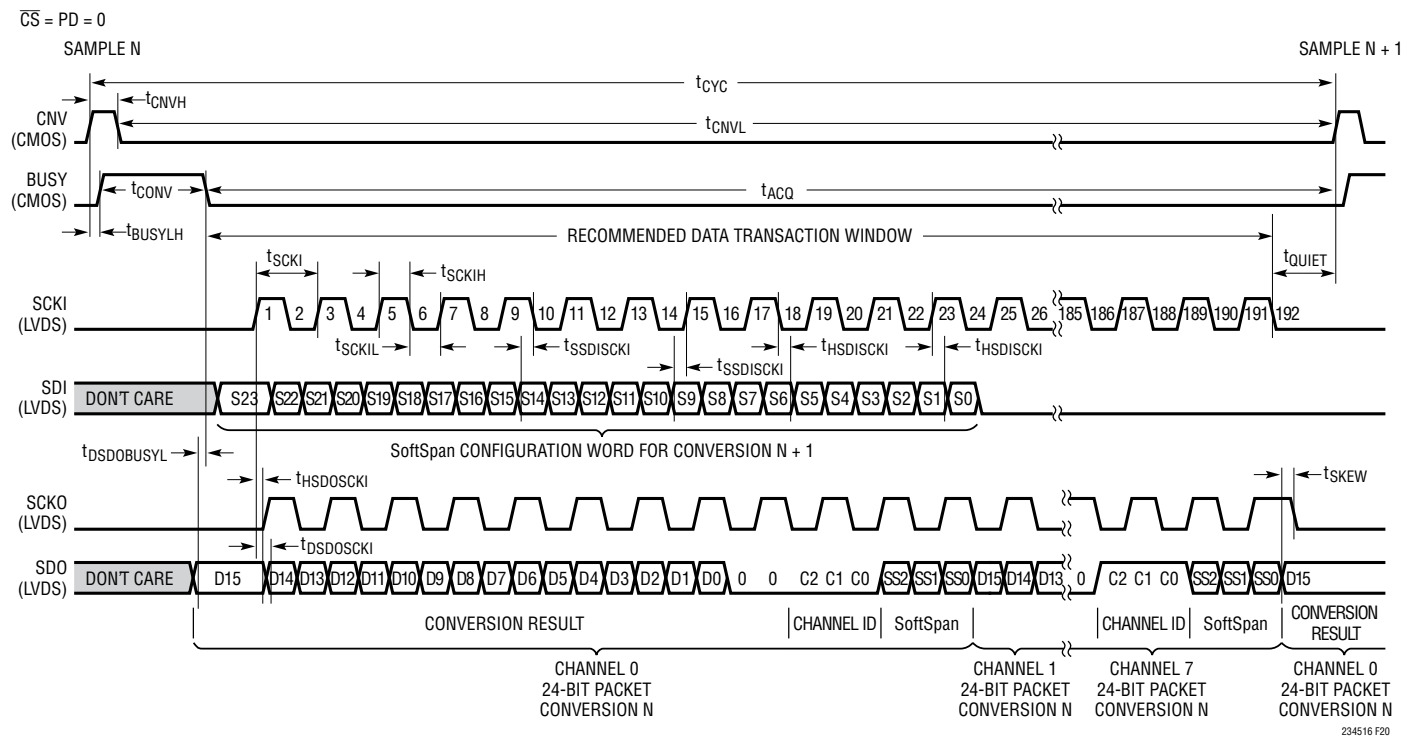 CS = PD = 0
SAMPLE N
SAMPLE N + 1
tCYC
tCNVH
CNV
(CMOS)
tCNVL
BUSY
(CMOS)
tCONV
tACQ
tBUSYLH
RECOMMENDED DATA TRANSACTION WINDOW
tQUIET
tSCKI
tSCKIH
SCKI
(LVDS)
1 2 3 4 5 6 7 8 9 10 11 12 13 14 15 16 17 18 19 20 21 22 23 24 25 26 185 186 187 188 189 190 191 192
tSCKIL
tSSDISCKI
tSSDISCKI
tHSDISCKI
tHSDISCKI
SDI
(LVDS)
DON'T CARE S23 S22 S21 S20 S19 S18 S17 S16 S15 S14 S13 S12 S11 S10 S9 S8 S7 S6 S5 S4 S3 S2 S1 S0
SoftSpan CONFIGURATION WORD FOR CONVERSION N + 1
tDSDOBUSYL
tHSDOSCKI
tSKEW
SCKO
(LVDS)
tDSDOSCKI
SDO
(LVDS)
DON'T CARE D15 D14 D13 D12 D11 D10 D9 D8 D7 D6 D5 D4 D3 D2 D1 D0 0 0 C2 C1 C0 SS2 SS1 SS0 D15 D14 D13 0 C2 C1 C0 SS2 SS1 SS0 D15
CONVERSION RESULT
CHANNEL ID
SoftSpan
CHANNEL ID
SoftSpan
CONVERSION
RESULT
CHANNEL 0
24-BIT PACKET
CONVERSION N
CHANNEL 1
24-BIT PACKET
CONVERSION N
CHANNEL 7
24-BIT PACKET
CONVERSION N
CHANNEL 0
24-BIT PACKET
CONVERSION N
234516 F20